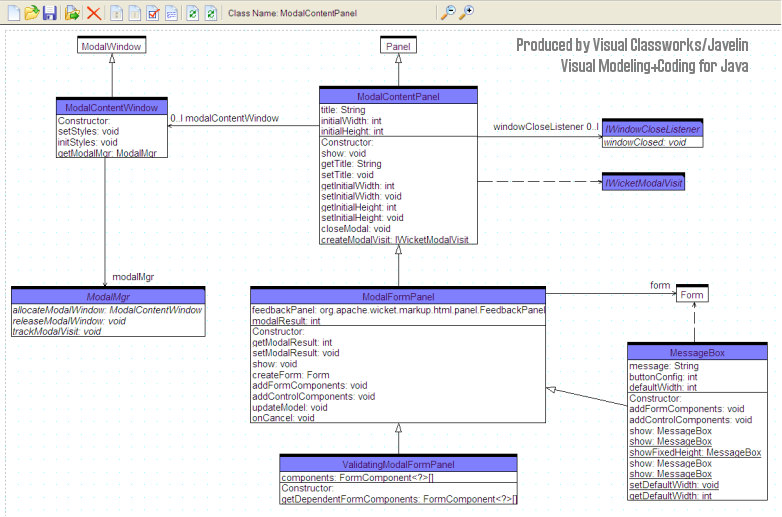 Class Name: ModalContentPanel
Produced by Visual Classworks/Javelin
Visual Modeling+Coding for Java
ModalWindow
Panel
ModalContentWindow
Constructor:
setStyles: void
initStyles: void
getModalMgr: ModalMgr
0..1 modalContentWindow
ModalContentPanel
title: String
initialWidth: int
initialHeight: int
Constructor:
show: void
getTitle: String
setTitle: void
getInitialWidth: int
setInitialWidth: void
getInitialHeight: int
setInitialHeight: void
closeModal: void
createModalVisit: IWicketModalVisit
windowCloseListener 0..1
IWindowCloseListener
windowClosed: void
IWicketModalVisit
modalMgr
ModalMgr
allocateModalWindow: ModalContentWindow
releaseModalWindow: void
trackModalVisit: void
ModalFormPanel
feedbackPanel: org.apache.wicket.markup.html.panel.FeedbackPanel
modalResult: int
Constructor:
getModalResult: int
setModalResult: void
show: void
createForm: Form
addFormComponents: void
addControlComponents: void
updateModel: void
onCancel: void
form
Form
MessageBox
message: String
buttonConfig: int
defaultWidth: int
Constructor:
addFormComponents: void
addControlComponents: void
show: MessageBox
show: MessageBox
showFixedHeight: MessageBox
show: MessageBox
show: MessageBox
setDefaultWidth: void
getDefaultWidth: int
ValidatingModalFormPanel
components: FormComponent<?>[]
Constructor:
getDependentFormComponents: FormComponent<?>[]